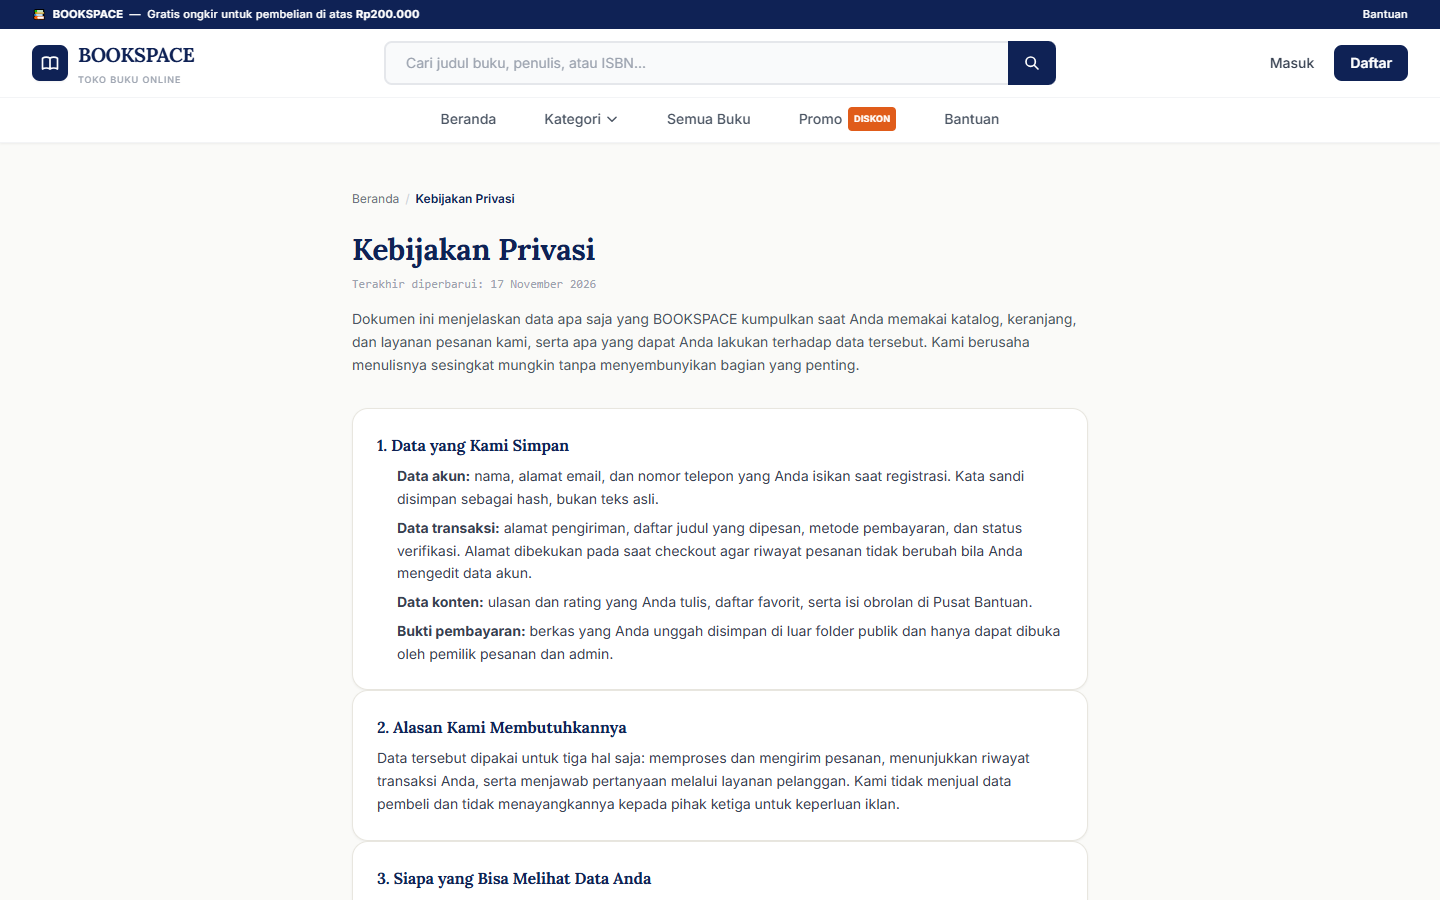 BOOKSPACE — Gratis ongkir untuk pembelian di atas Rp200.000
Bantuan
BOOKSPACE
TOKO BUKU ONLINE
Cari judul buku, penulis, atau ISBN...
Masuk
Daftar
Beranda
Kategori
Semua Buku
Promo DISKON
Bantuan
Beranda / Kebijakan Privasi
Kebijakan Privasi
Terakhir diperbarui: 17 November 2026
Dokumen ini menjelaskan data apa saja yang BOOKSPACE kumpulkan saat Anda memakai katalog, keranjang,
dan layanan pesanan kami, serta apa yang dapat Anda lakukan terhadap data tersebut. Kami berusaha
menulisnya sesingkat mungkin tanpa menyembunyikan bagian yang penting.
1. Data yang Kami Simpan
Data akun: nama, alamat email, dan nomor telepon yang Anda isikan saat registrasi. Kata sandi
disimpan sebagai hash, bukan teks asli.
Data transaksi: alamat pengiriman, daftar judul yang dipesan, metode pembayaran, dan status
verifikasi. Alamat dibekukan pada saat checkout agar riwayat pesanan tidak berubah bila Anda
mengedit data akun.
Data konten: ulasan dan rating yang Anda tulis, daftar favorit, serta isi obrolan di Pusat Bantuan.
Bukti pembayaran: berkas yang Anda unggah disimpan di luar folder publik dan hanya dapat dibuka
oleh pemilik pesanan dan admin.
2. Alasan Kami Membutuhkannya
Data tersebut dipakai untuk tiga hal saja: memproses dan mengirim pesanan, menunjukkan riwayat
transaksi Anda, serta menjawab pertanyaan melalui layanan pelanggan. Kami tidak menjual data
pembeli dan tidak menayangkannya kepada pihak ketiga untuk keperluan iklan.
3. Siapa yang Bisa Melihat Data Anda